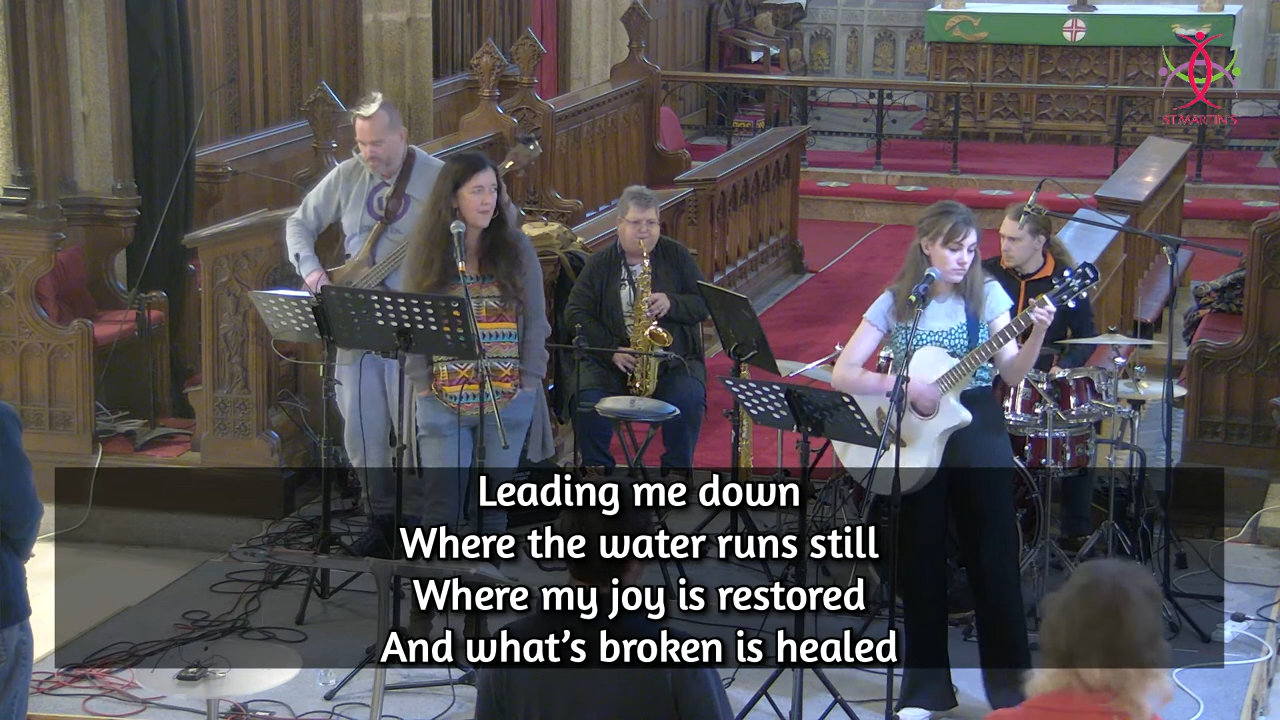 ST.MARTIN'S
Leading me down
Where the water runs still
Where my joy is restored
And what’s broken is healed